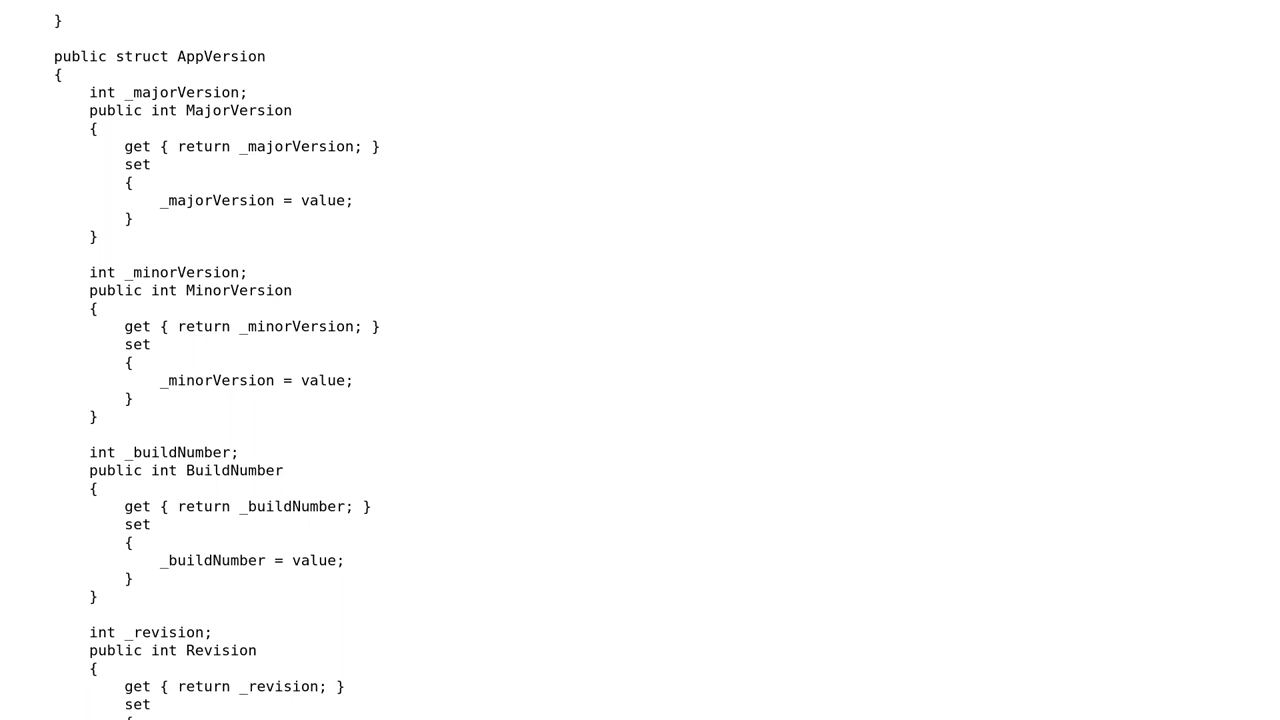 }
public struct AppVersion
{
int _majorVersion;
public int MajorVersion
{
get { return _majorVersion; }
set
{
_majorVersion = value;
}
}
int _minorVersion;
public int MinorVersion
{
get { return _minorVersion; }
set
{
_minorVersion = value;
}
}
int _buildNumber;
public int BuildNumber
{
get { return _buildNumber; }
set
{
_buildNumber = value;
}
}
int _revision;
public int Revision
{
get { return _revision; }
set
{